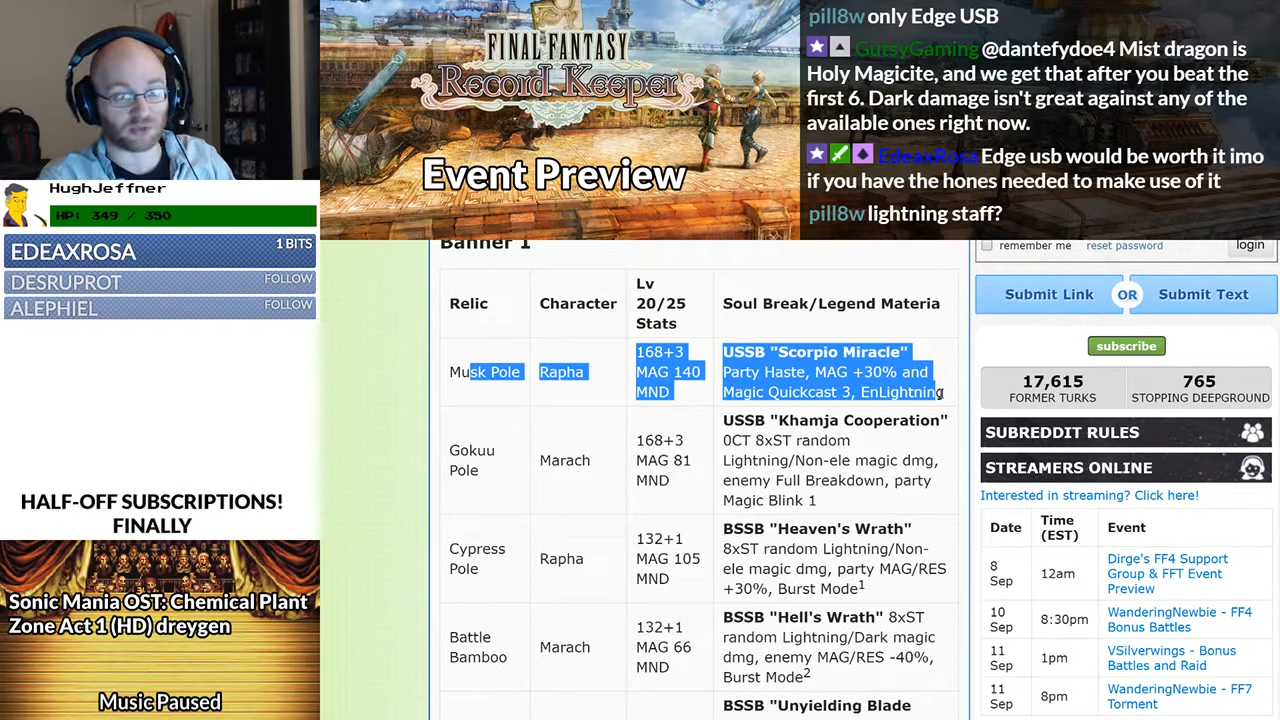 HughJeffner
HP: 349 / 350
EDEAXROSA 1 BITS
DESRUPROT FOLLOW
ALEPHIEL FOLLOW
HALF-OFF SUBSCRIPTIONS!
FINALLY
Sonic Mania OST: Chemical Plant
Zone Act 1 (HD) dreygen
Music Paused
FINAL FANTASY
Record Keeper
Event Preview
pill8w only Edge USB
GutsyGaming @dantefydoe4 Mist dragon is
Holy Magicite, and we get that after you beat the
first 6. Dark damage isn't great against any of the
available ones right now.
EdeaxRosa Edge usb would be worth it imo
if you have the hones needed to make use of it
pill8w lightning staff?
Banner 1
Relic
Character
Lv
20/25
Stats
Soul Break/Legend Materia
Musk Pole
Rapha
168+3
MAG 140
MND
USSB "Scorpio Miracle"
Party Haste, MAG +30% and
Magic Quickcast 3, EnLightning
Gokuu
Pole
Marach
168+3
MAG 81
MND
USSB "Khamja Cooperation"
0CT 8xST random
Lightning/Non-ele magic dmg,
enemy Full Breakdown, party
Magic Blink 1
Cypress
Pole
Rapha
132+1
MAG 105
MND
BSSB "Heaven's Wrath"
8xST random Lightning/Non-
ele magic dmg, party MAG/RES
+30%, Burst Mode1
Battle
Bamboo
Marach
132+1
MAG 66
MND
BSSB "Hell's Wrath" 8xST
random Lightning/Dark magic
dmg, enemy MAG/RES -40%,
Burst Mode2
BSSB "Unyielding Blade
remember me reset password login
Submit Link OR Submit Text
subscribe
17,615 765
FORMER TURKS STOPPING DEEPGROUND
SUBREDDIT RULES
STREAMERS ONLINE
Interested in streaming? Click here!
Date
Time
(EST)
Event
8
Sep
12am
Dirge's FF4 Support
Group & FFT Event
Preview
10
Sep
8:30pm
WanderingNewbie - FF4
Bonus Battles
11
Sep
1pm
VSilverwings - Bonus
Battles and Raid
11
Sep
8pm
WanderingNewbie - FF7
Torment